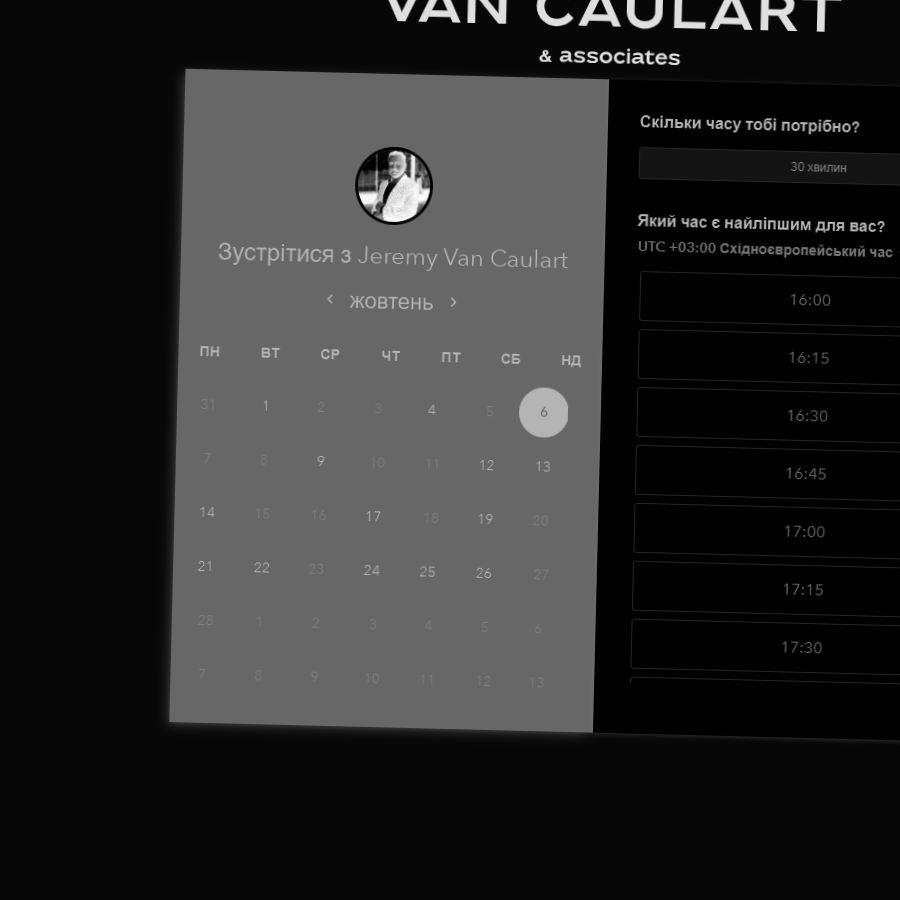 VAN CAULART
& associates
Зустрітися з Jeremy Van Caulart
жовтень
ПН ВТ СР ЧТ ПТ СБ НД
31 1 2 3 4 5 6
7 8 9 10 11 12 13
14 15 16 17 18 19 20
21 22 23 24 25 26 27
28 1 2 3 4 5 6
7 8 9 10 11 12 13
Скільки часу тобі потрібно?
30 хвилин
Який час є найліпшим для вас?
UTC +03:00 Східноєвропейський час
16:00
16:15
16:30
16:45
17:00
17:15
17:30